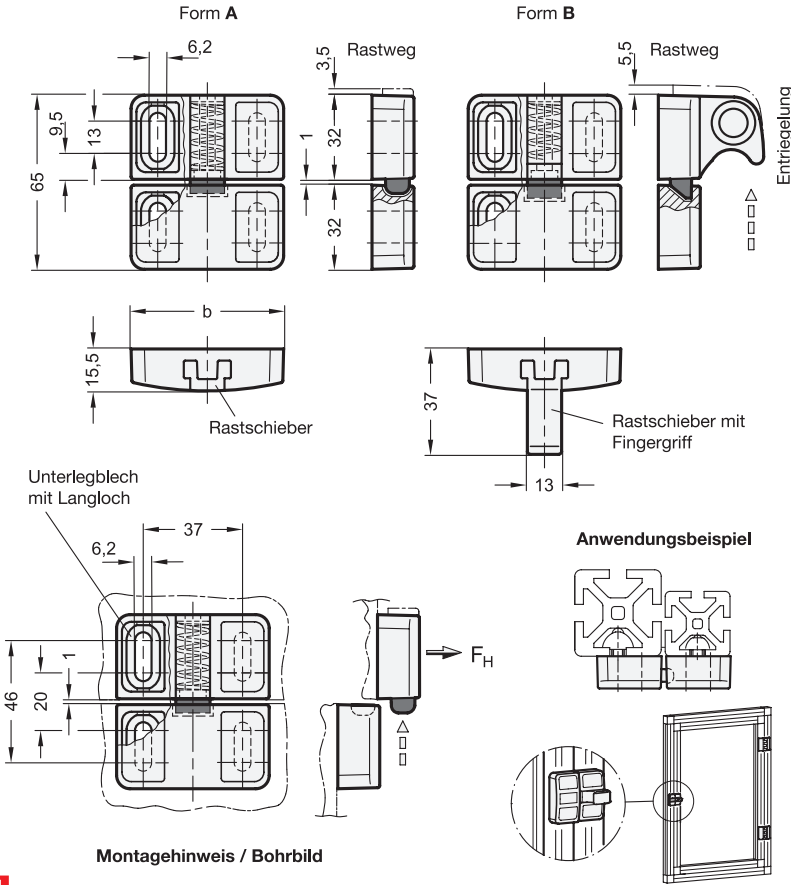 Form A
Form B
6,2
3,5
Rastweg
5,5
Rastweg
9,5
13
65
1
32
32
Entriegelung
b
15,5
Rastschieber
37
13
Rastschieber mit
Fingergriff
Unterlegblech
mit Langloch
37
6,2
1
46
20
FH
Anwendungsbeispiel
Montagehinweis / Bohrbild